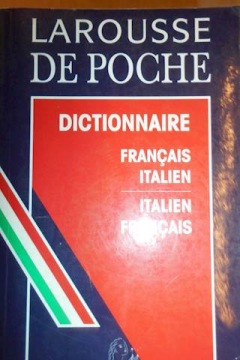 LAROUSSE
DE POCHE
DICTIONNAIRE
FRANÇAIS
ITALIEN
ITALIEN
FRANÇAIS